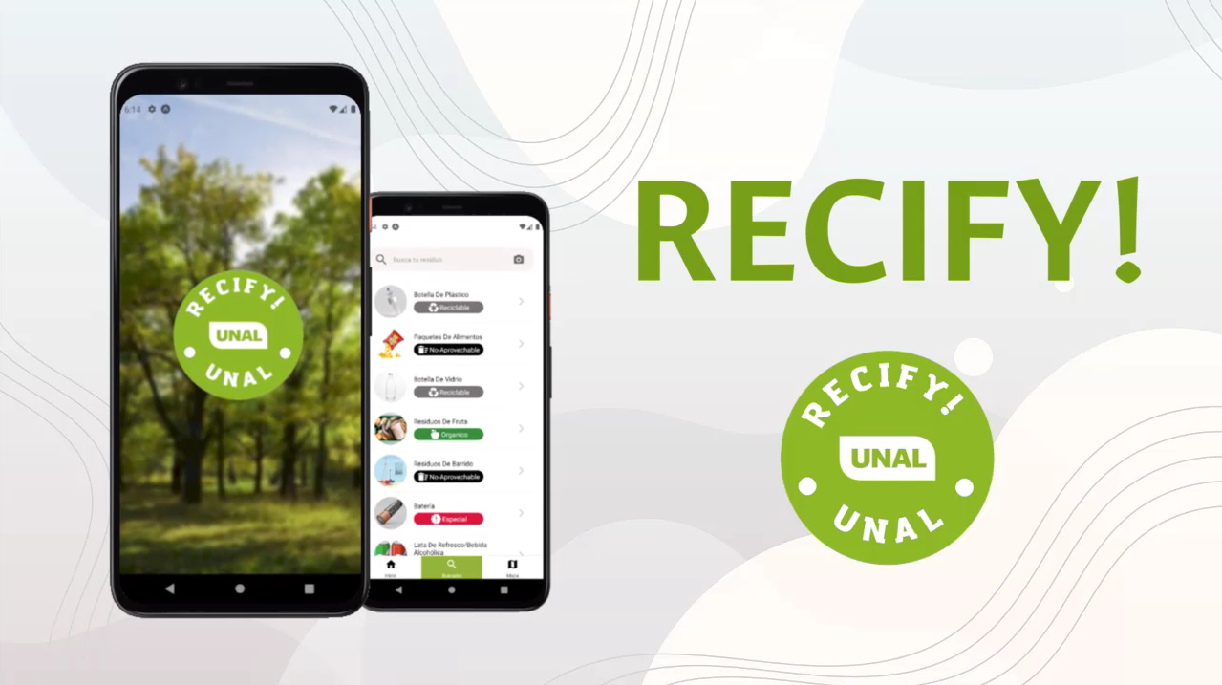 6:14
RECIFY!
UNAL
UNAL
Busca tu residuo
Botella De Plástico
Reciclable
Paquetes De Alimentos
No Aprovechable
Botella De Vidrio
Reciclable
Residuos De Fruta
Organico
Residuos De Barrido
No Aprovechable
Batería
Especial
Lata De Refresco/Bebida
Alcohólica
Inicio
Buscador
Mapa
RECIFY!
RECIFY!
UNAL
UNAL